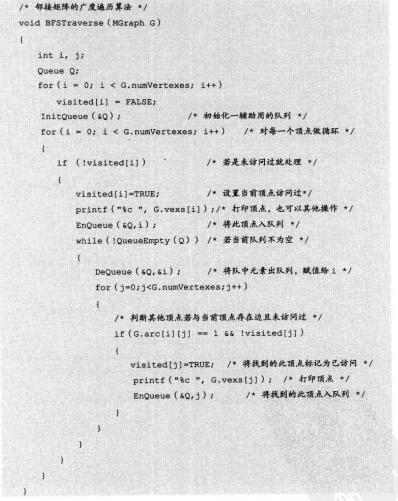 /* 邻接矩阵的广度遍历算法 */
void BFSTraverse(MGraph G)
{
int i, j;
Queue Q;
for(i = 0; i < G.numVertexes; i++)
visited[i] = FALSE;
InitQueue(&Q); /* 初始化一辅助用的队列 */
for(i = 0; i < G.numVertexes; i++) /* 对每一个顶点做循环 */
{
if (!visited[i]) /* 若是未访问过就处理 */
{
visited[i]=TRUE; /* 设置当前顶点访问过*/
printf("%c ", G.vexs[i]);/* 打印顶点，也可以其他操作 */
EnQueue(&Q,i); /* 将此顶点入队列 */
while(!QueueEmpty(Q)) /* 若当前队列不为空 */
{
DeQueue(&Q,&i); /* 将队中元素出队列，赋值给i */
for(j=0;j<G.numVertexes;j++)
{
/* 判断其他顶点若与当前顶点存在边且未访问过 */
if(G.arc[i][j] == 1 && !visited[j])
{
visited[j]=TRUE; /* 将找到的此顶点标记为已访问 */
printf("%c ", G.vexs[j]); /* 打印顶点 */
EnQueue(&Q,j); /* 将找到的此顶点入队列 */
}
}
}
}
}
}